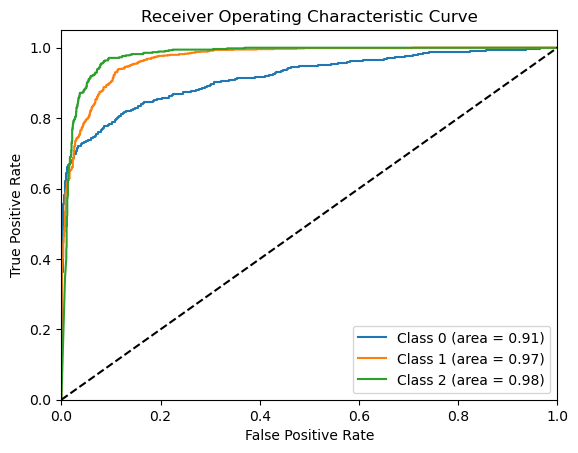 Receiver Operating Characteristic Curve
True Positive Rate
1.0
0.8
0.6
0.4
0.2
0.0
Class 0 (area = 0.91)
Class 1 (area = 0.97)
Class 2 (area = 0.98)
0.0 0.2 0.4 0.6 0.8 1.0
False Positive Rate